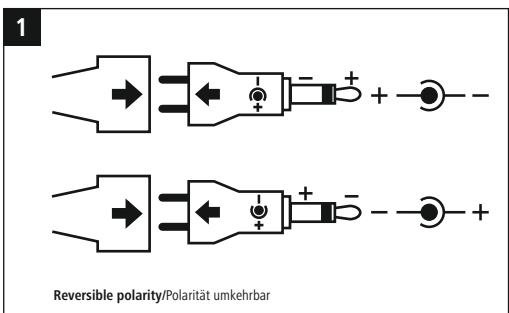 1
− − + + −
+
− + − − +
+
Reversible polarity/Polarität umkehrbar